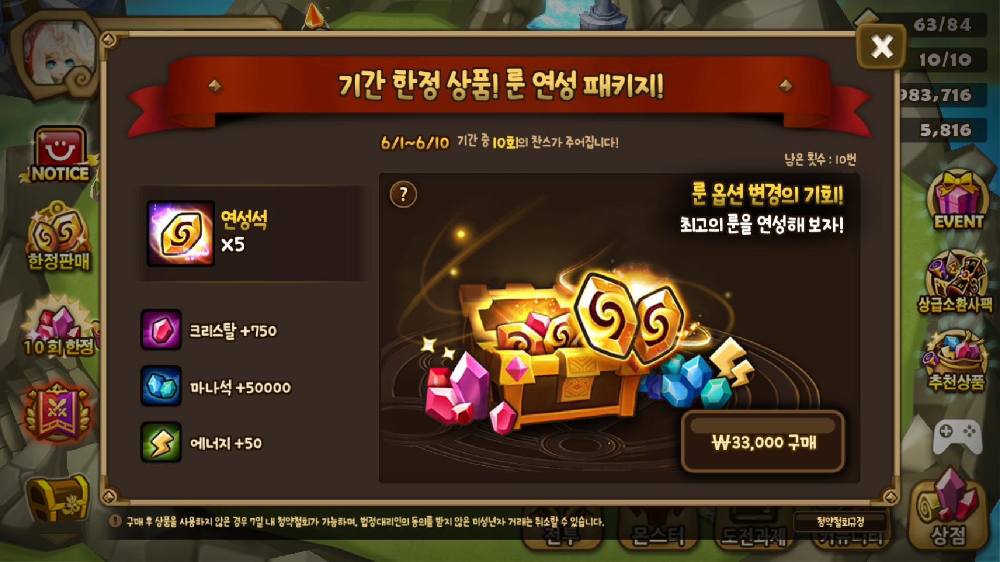 63/84
10/10
983,716
5,816
기간 한정 상품! 룬 연성 패키지!
6/1~6/10 기간 중 10회의 찬스가 주어집니다!
남은 횟수 : 10번
NOTICE
한정판매
10회 한정
연성석
x5
크리스탈 +750
마나석 +50000
에너지 +50
?
룬 옵션 변경의 기회!
최고의 룬을 연성해 보자!
₩33,000 구매
EVENT
상급소환사팩
추천상품
구매 후 상품을 사용하지 않은 경우 7일 내 청약철회가 가능하며, 법정대리인의 동의를 받지 않은 미성년자 거래는 취소할 수 있습니다.
청약철회규정
전투
몬스터
도전과제
커뮤니티
상점